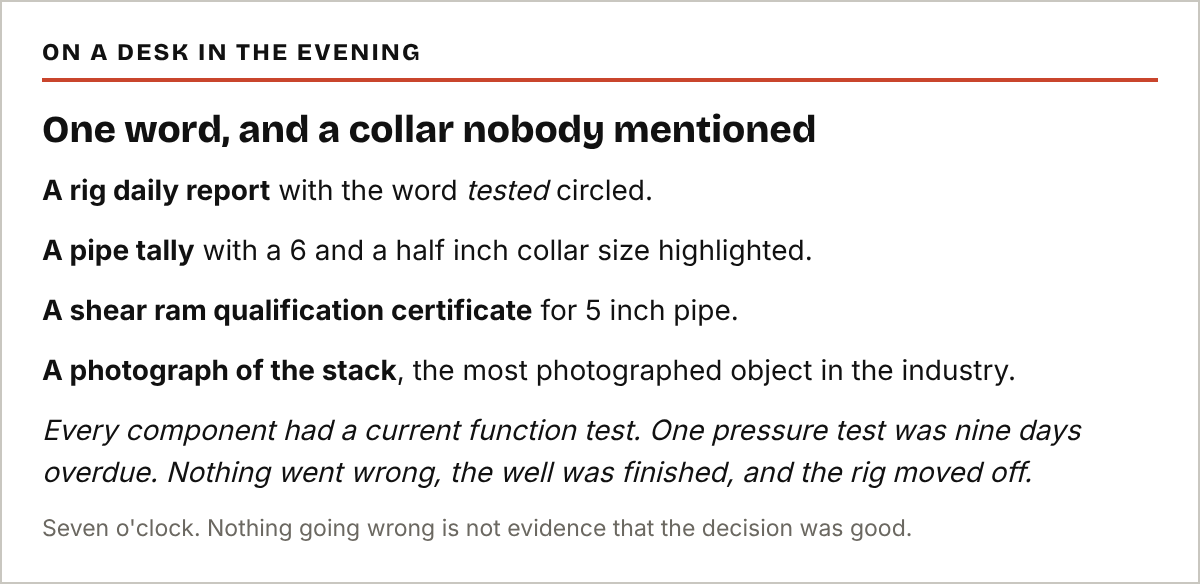 ON A DESK IN THE EVENING
One word, and a collar nobody mentioned
A rig daily report with the word tested circled.
A pipe tally with a 6 and a half inch collar size highlighted.
A shear ram qualification certificate for 5 inch pipe.
A photograph of the stack, the most photographed object in the industry.
Every component had a current function test. One pressure test was nine days
overdue. Nothing went wrong, the well was finished, and the rig moved off.
Seven o'clock. Nothing going wrong is not evidence that the decision was good.